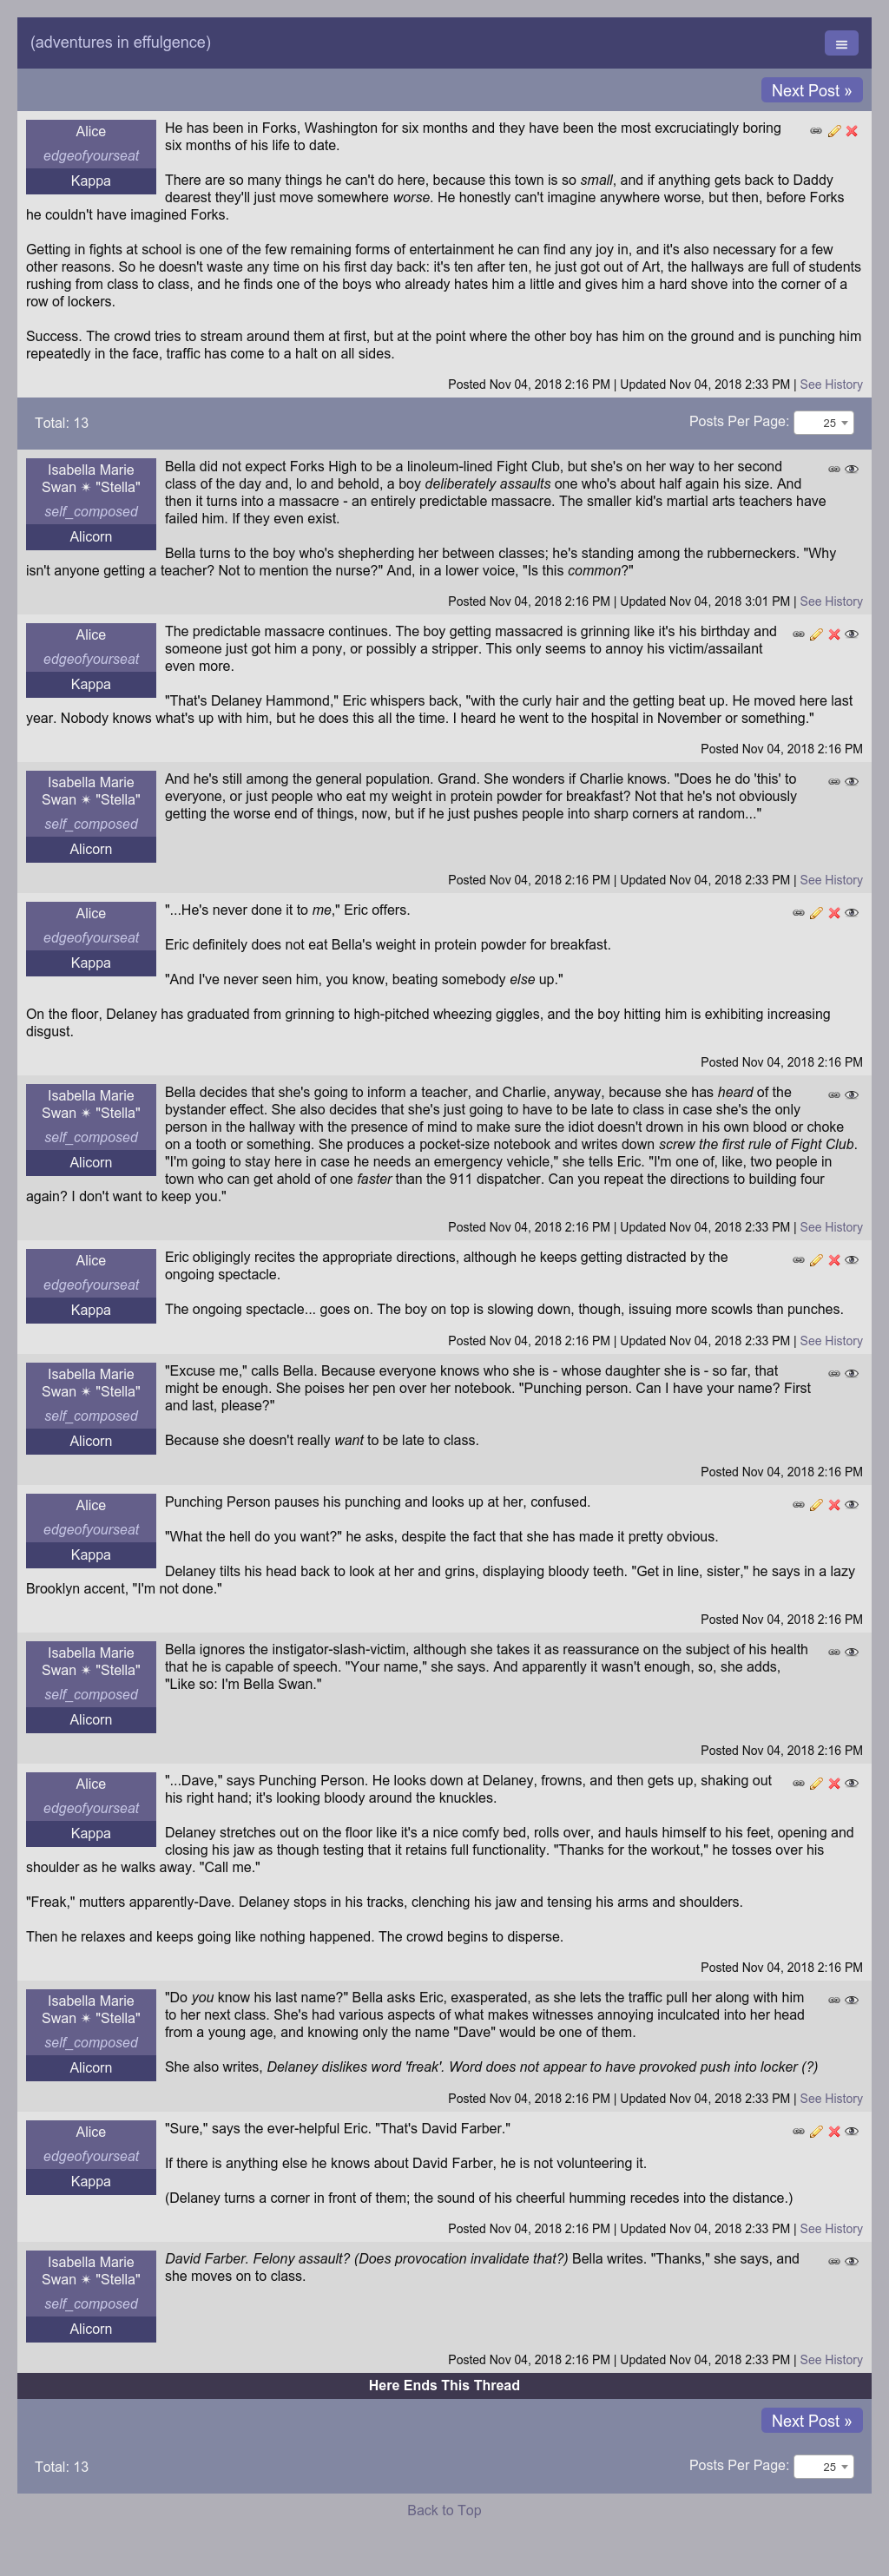 (adventures in effulgence)
Next Post »
Alice
edgeofyourseat
Kappa
He has been in Forks, Washington for six months and they have been the most excruciatingly boring
six months of his life to date.
There are so many things he can't do here, because this town is so small, and if anything gets back to Daddy
dearest they'll just move somewhere worse. He honestly can't imagine anywhere worse, but then, before Forks
he couldn't have imagined Forks.
Getting in fights at school is one of the few remaining forms of entertainment he can find any joy in, and it's also necessary for a few
other reasons. So he doesn't waste any time on his first day back: it's ten after ten, he just got out of Art, the hallways are full of students
rushing from class to class, and he finds one of the boys who already hates him a little and gives him a hard shove into the corner of a
row of lockers.
Success. The crowd tries to stream around them at first, but at the point where the other boy has him on the ground and is punching him
repeatedly in the face, traffic has come to a halt on all sides.
Posted Nov 04, 2018 2:16 PM | Updated Nov 04, 2018 2:33 PM | See History
Total: 13
Posts Per Page: 25
Isabella Marie
Swan ✴ "Stella"
self_composed
Alicorn
Bella did not expect Forks High to be a linoleum-lined Fight Club, but she's on her way to her second
class of the day and, lo and behold, a boy deliberately assaults one who's about half again his size. And
then it turns into a massacre - an entirely predictable massacre. The smaller kid's martial arts teachers have
failed him. If they even exist.
Bella turns to the boy who's shepherding her between classes; he's standing among the rubberneckers. "Why
isn't anyone getting a teacher? Not to mention the nurse?" And, in a lower voice, "Is this common?"
Posted Nov 04, 2018 2:16 PM | Updated Nov 04, 2018 3:01 PM | See History
Alice
edgeofyourseat
Kappa
The predictable massacre continues. The boy getting massacred is grinning like it's his birthday and
someone just got him a pony, or possibly a stripper. This only seems to annoy his victim/assailant
even more.
"That's Delaney Hammond," Eric whispers back, "with the curly hair and the getting beat up. He moved here last
year. Nobody knows what's up with him, but he does this all the time. I heard he went to the hospital in November or something."
Posted Nov 04, 2018 2:16 PM
Isabella Marie
Swan ✴ "Stella"
self_composed
Alicorn
And he's still among the general population. Grand. She wonders if Charlie knows. "Does he do 'this' to
everyone, or just people who eat my weight in protein powder for breakfast? Not that he's not obviously
getting the worse end of things, now, but if he just pushes people into sharp corners at random..."
Posted Nov 04, 2018 2:16 PM | Updated Nov 04, 2018 2:33 PM | See History
Alice
edgeofyourseat
Kappa
"...He's never done it to me," Eric offers.
Eric definitely does not eat Bella's weight in protein powder for breakfast.
"And I've never seen him, you know, beating somebody else up."
On the floor, Delaney has graduated from grinning to high-pitched wheezing giggles, and the boy hitting him is exhibiting increasing
disgust.
Posted Nov 04, 2018 2:16 PM
Isabella Marie
Swan ✴ "Stella"
self_composed
Alicorn
Bella decides that she's going to inform a teacher, and Charlie, anyway, because she has heard of the
bystander effect. She also decides that she's just going to have to be late to class in case she's the only
person in the hallway with the presence of mind to make sure the idiot doesn't drown in his own blood or choke
on a tooth or something. She produces a pocket-size notebook and writes down screw the first rule of Fight Club.
"I'm going to stay here in case he needs an emergency vehicle," she tells Eric. "I'm one of, like, two people in
town who can get ahold of one faster than the 911 dispatcher. Can you repeat the directions to building four
again? I don't want to keep you."
Posted Nov 04, 2018 2:16 PM | Updated Nov 04, 2018 2:33 PM | See History
Alice
edgeofyourseat
Kappa
Eric obligingly recites the appropriate directions, although he keeps getting distracted by the
ongoing spectacle.
The ongoing spectacle... goes on. The boy on top is slowing down, though, issuing more scowls than punches.
Posted Nov 04, 2018 2:16 PM | Updated Nov 04, 2018 2:33 PM | See History
Isabella Marie
Swan ✴ "Stella"
self_composed
Alicorn
"Excuse me," calls Bella. Because everyone knows who she is - whose daughter she is - so far, that
might be enough. She poises her pen over her notebook. "Punching person. Can I have your name? First
and last, please?"
Because she doesn't really want to be late to class.
Posted Nov 04, 2018 2:16 PM
Alice
edgeofyourseat
Kappa
Punching Person pauses his punching and looks up at her, confused.
"What the hell do you want?" he asks, despite the fact that she has made it pretty obvious.
Delaney tilts his head back to look at her and grins, displaying bloody teeth. "Get in line, sister," he says in a lazy
Brooklyn accent, "I'm not done."
Posted Nov 04, 2018 2:16 PM
Isabella Marie
Swan ✴ "Stella"
self_composed
Alicorn
Bella ignores the instigator-slash-victim, although she takes it as reassurance on the subject of his health
that he is capable of speech. "Your name," she says. And apparently it wasn't enough, so, she adds,
"Like so: I'm Bella Swan."
Posted Nov 04, 2018 2:16 PM
Alice
edgeofyourseat
Kappa
"...Dave," says Punching Person. He looks down at Delaney, frowns, and then gets up, shaking out
his right hand; it's looking bloody around the knuckles.
Delaney stretches out on the floor like it's a nice comfy bed, rolls over, and hauls himself to his feet, opening and
closing his jaw as though testing that it retains full functionality. "Thanks for the workout," he tosses over his
shoulder as he walks away. "Call me."
"Freak," mutters apparently-Dave. Delaney stops in his tracks, clenching his jaw and tensing his arms and shoulders.
Then he relaxes and keeps going like nothing happened. The crowd begins to disperse.
Posted Nov 04, 2018 2:16 PM
Isabella Marie
Swan ✴ "Stella"
self_composed
Alicorn
"Do you know his last name?" Bella asks Eric, exasperated, as she lets the traffic pull her along with him
to her next class. She's had various aspects of what makes witnesses annoying inculcated into her head
from a young age, and knowing only the name "Dave" would be one of them.
She also writes, Delaney dislikes word 'freak'. Word does not appear to have provoked push into locker (?)
Posted Nov 04, 2018 2:16 PM | Updated Nov 04, 2018 2:33 PM | See History
Alice
edgeofyourseat
Kappa
"Sure," says the ever-helpful Eric. "That's David Farber."
If there is anything else he knows about David Farber, he is not volunteering it.
(Delaney turns a corner in front of them; the sound of his cheerful humming recedes into the distance.)
Posted Nov 04, 2018 2:16 PM | Updated Nov 04, 2018 2:33 PM | See History
Isabella Marie
Swan ✴ "Stella"
self_composed
Alicorn
David Farber. Felony assault? (Does provocation invalidate that?) Bella writes. "Thanks," she says, and
she moves on to class.
Posted Nov 04, 2018 2:16 PM | Updated Nov 04, 2018 2:33 PM | See History
Here Ends This Thread
Next Post »
Total: 13
Posts Per Page: 25
Back to Top